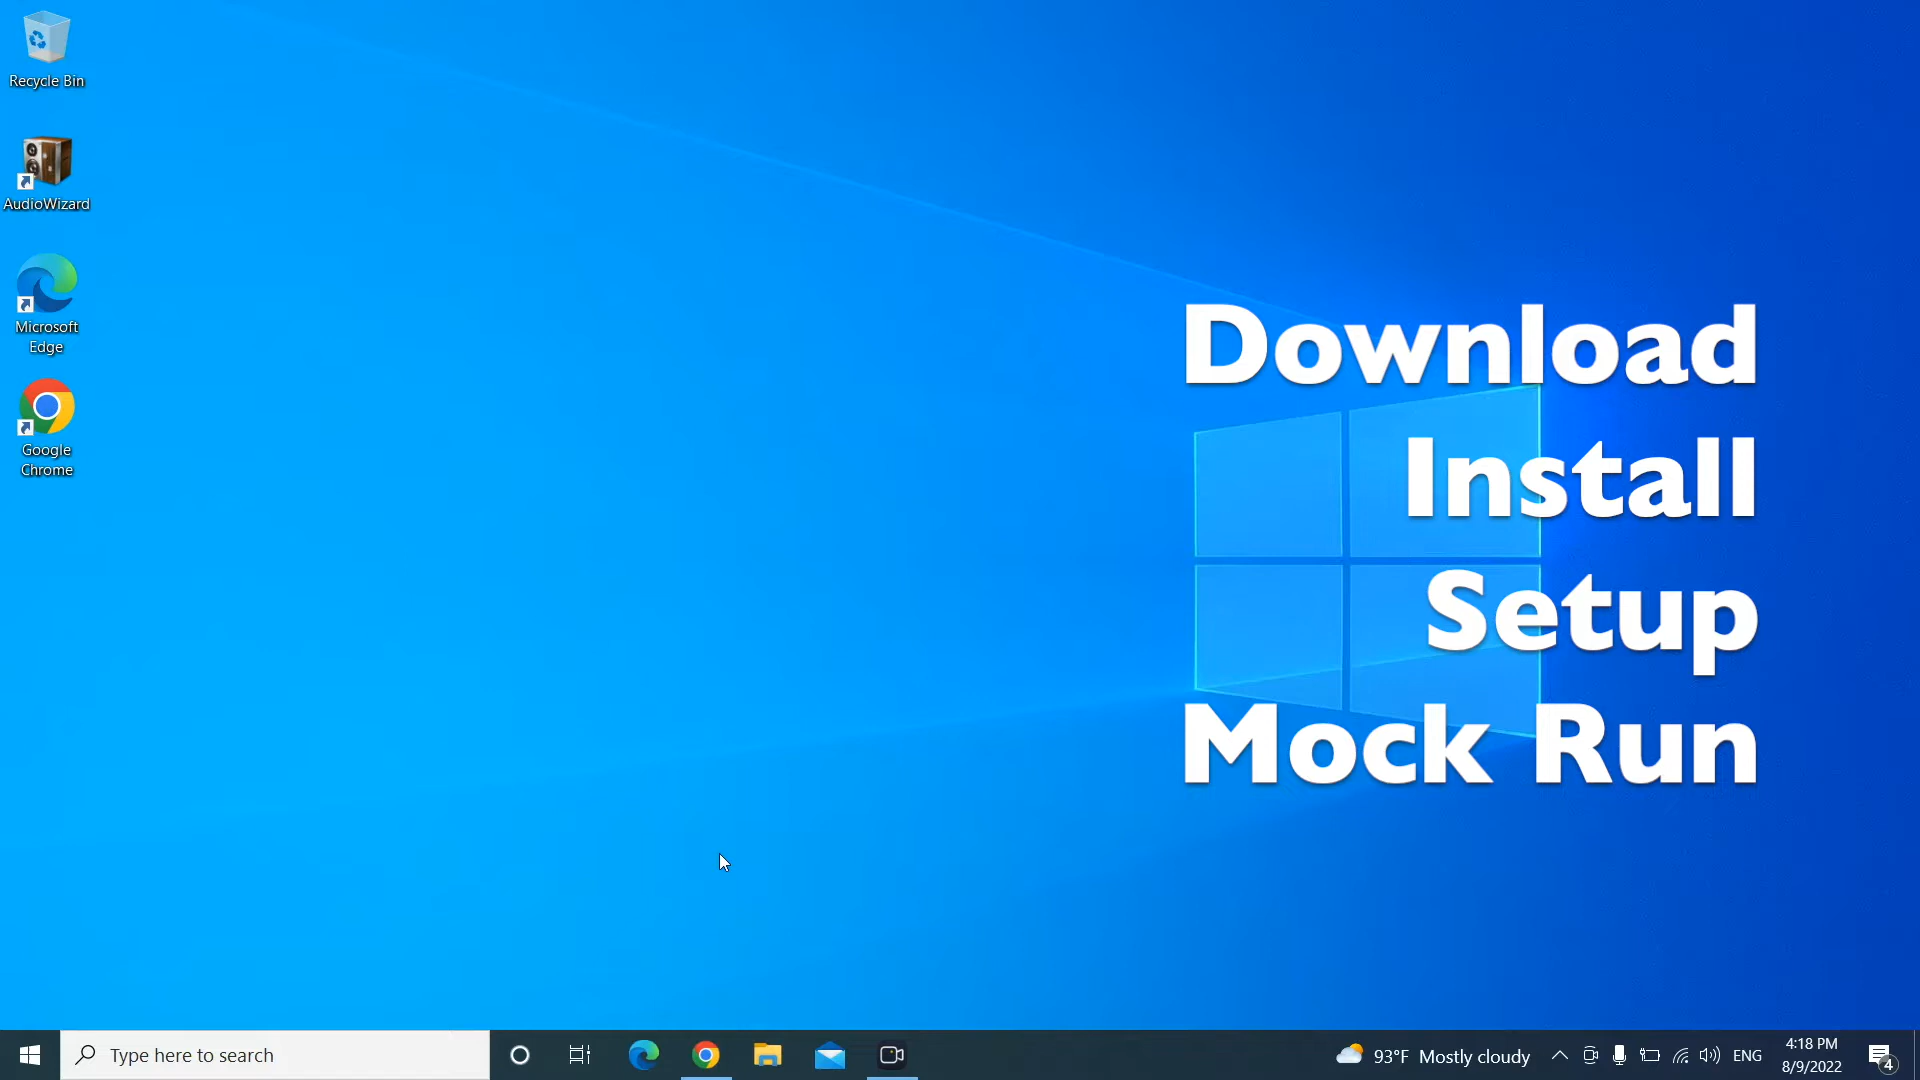 Recycle Bin
AudioWizard
Microsoft
Edge
Google
Chrome
Download
Install
Setup
Mock Run
Type here to search
93°F Mostly cloudy
ENG
4:18 PM
8/9/2022
4